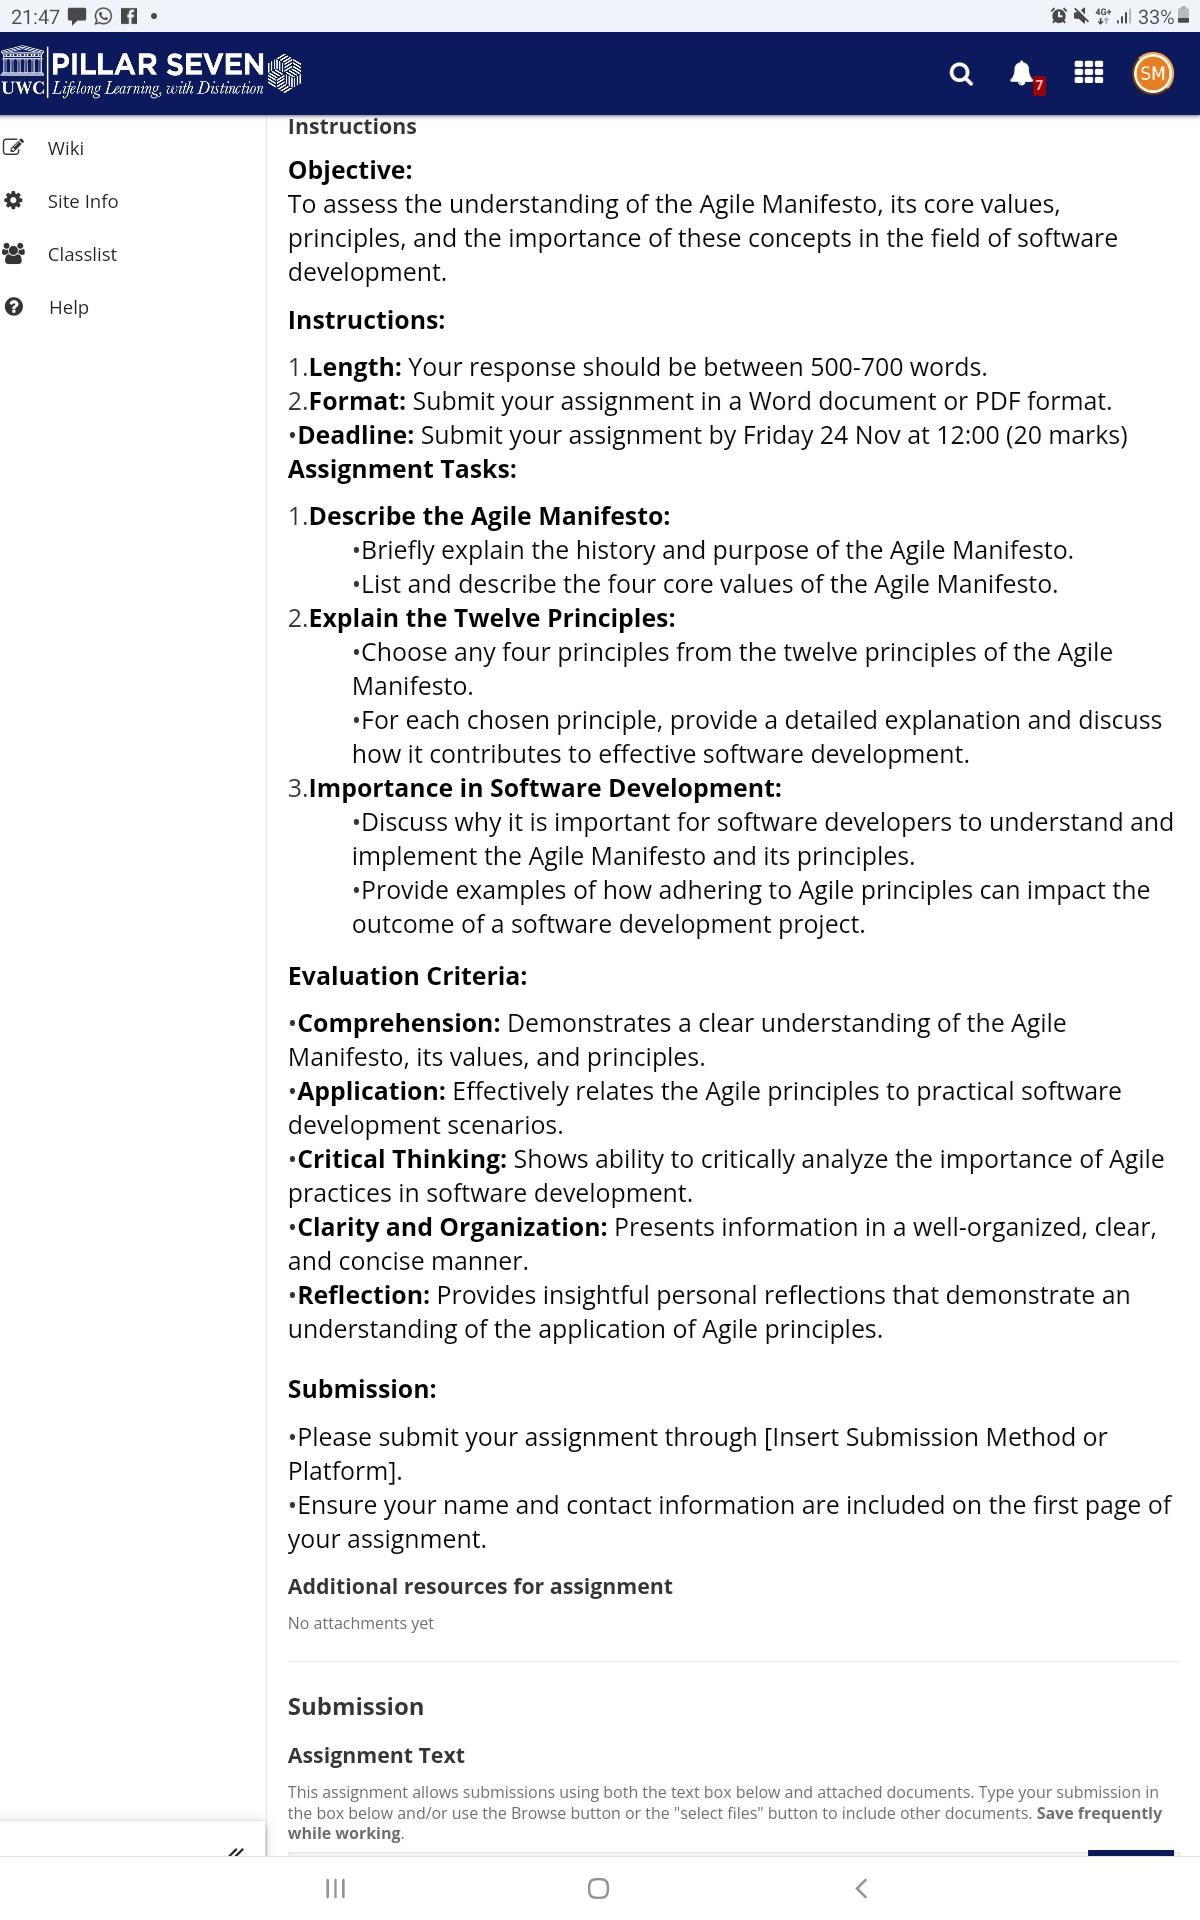 21:47
4G+ 33%
PILLAR SEVEN
UWC Lifelong Learning, with Distinction
7
SM
Wiki
Site Info
Classlist
Help
Instructions
Objective:
To assess the understanding of the Agile Manifesto, its core values,
principles, and the importance of these concepts in the field of software
development.
Instructions:
1.Length: Your response should be between 500-700 words.
2.Format: Submit your assignment in a Word document or PDF format.
•Deadline: Submit your assignment by Friday 24 Nov at 12:00 (20 marks)
Assignment Tasks:
1.Describe the Agile Manifesto:
•Briefly explain the history and purpose of the Agile Manifesto.
•List and describe the four core values of the Agile Manifesto.
2.Explain the Twelve Principles:
•Choose any four principles from the twelve principles of the Agile
Manifesto.
•For each chosen principle, provide a detailed explanation and discuss
how it contributes to effective software development.
3.Importance in Software Development:
•Discuss why it is important for software developers to understand and
implement the Agile Manifesto and its principles.
•Provide examples of how adhering to Agile principles can impact the
outcome of a software development project.
Evaluation Criteria:
•Comprehension: Demonstrates a clear understanding of the Agile
Manifesto, its values, and principles.
•Application: Effectively relates the Agile principles to practical software
development scenarios.
•Critical Thinking: Shows ability to critically analyze the importance of Agile
practices in software development.
•Clarity and Organization: Presents information in a well-organized, clear,
and concise manner.
•Reflection: Provides insightful personal reflections that demonstrate an
understanding of the application of Agile principles.
Submission:
•Please submit your assignment through [Insert Submission Method or
Platform].
•Ensure your name and contact information are included on the first page of
your assignment.
Additional resources for assignment
No attachments yet
Submission
Assignment Text
This assignment allows submissions using both the text box below and attached documents. Type your submission in
the box below and/or use the Browse button or the "select files" button to include other documents. Save frequently
while working.